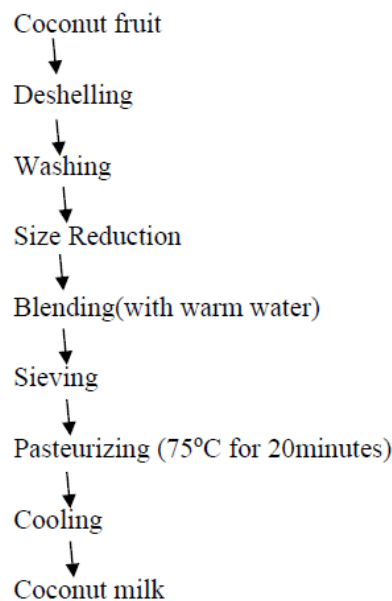 Coconut fruit
Deshelling
Washing
Size Reduction
Blending(with warm water)
Sieving
Pasteurizing (75ºC for 20minutes)
Cooling
Coconut milk